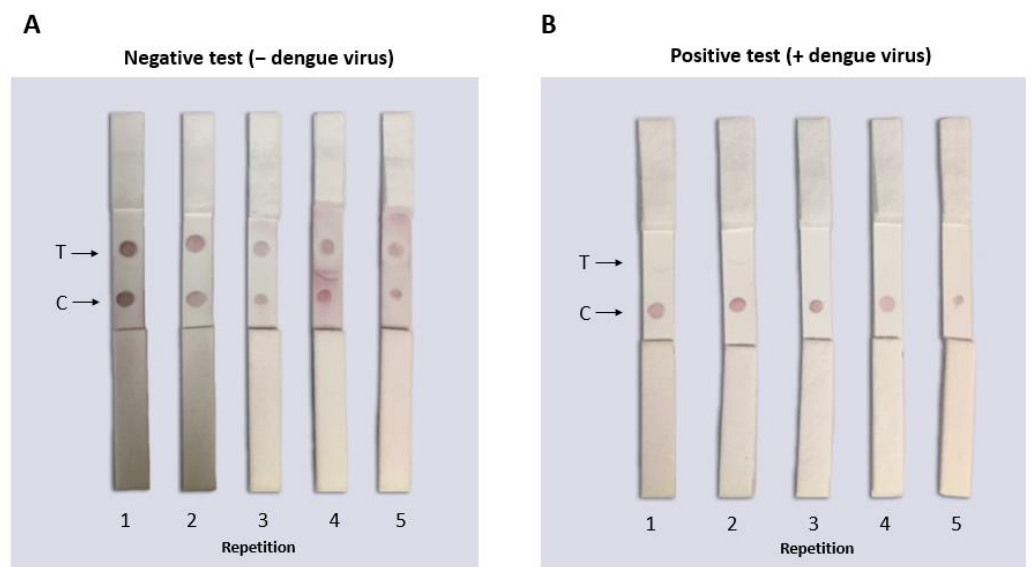 A
Negative test (– dengue virus)
T
C
1 2 3 4 5
Repetition
B
Positive test (+ dengue virus)
T
C
1 2 3 4 5
Repetition